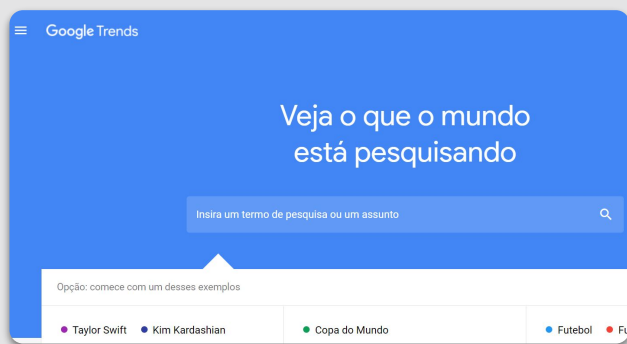 Google Trends
Veja o que o mundo
está pesquisando
Insira um termo de pesquisa ou um assunto
Opção: comece com um desses exemplos
Taylor Swift Kim Kardashian Copa do Mundo Futebol